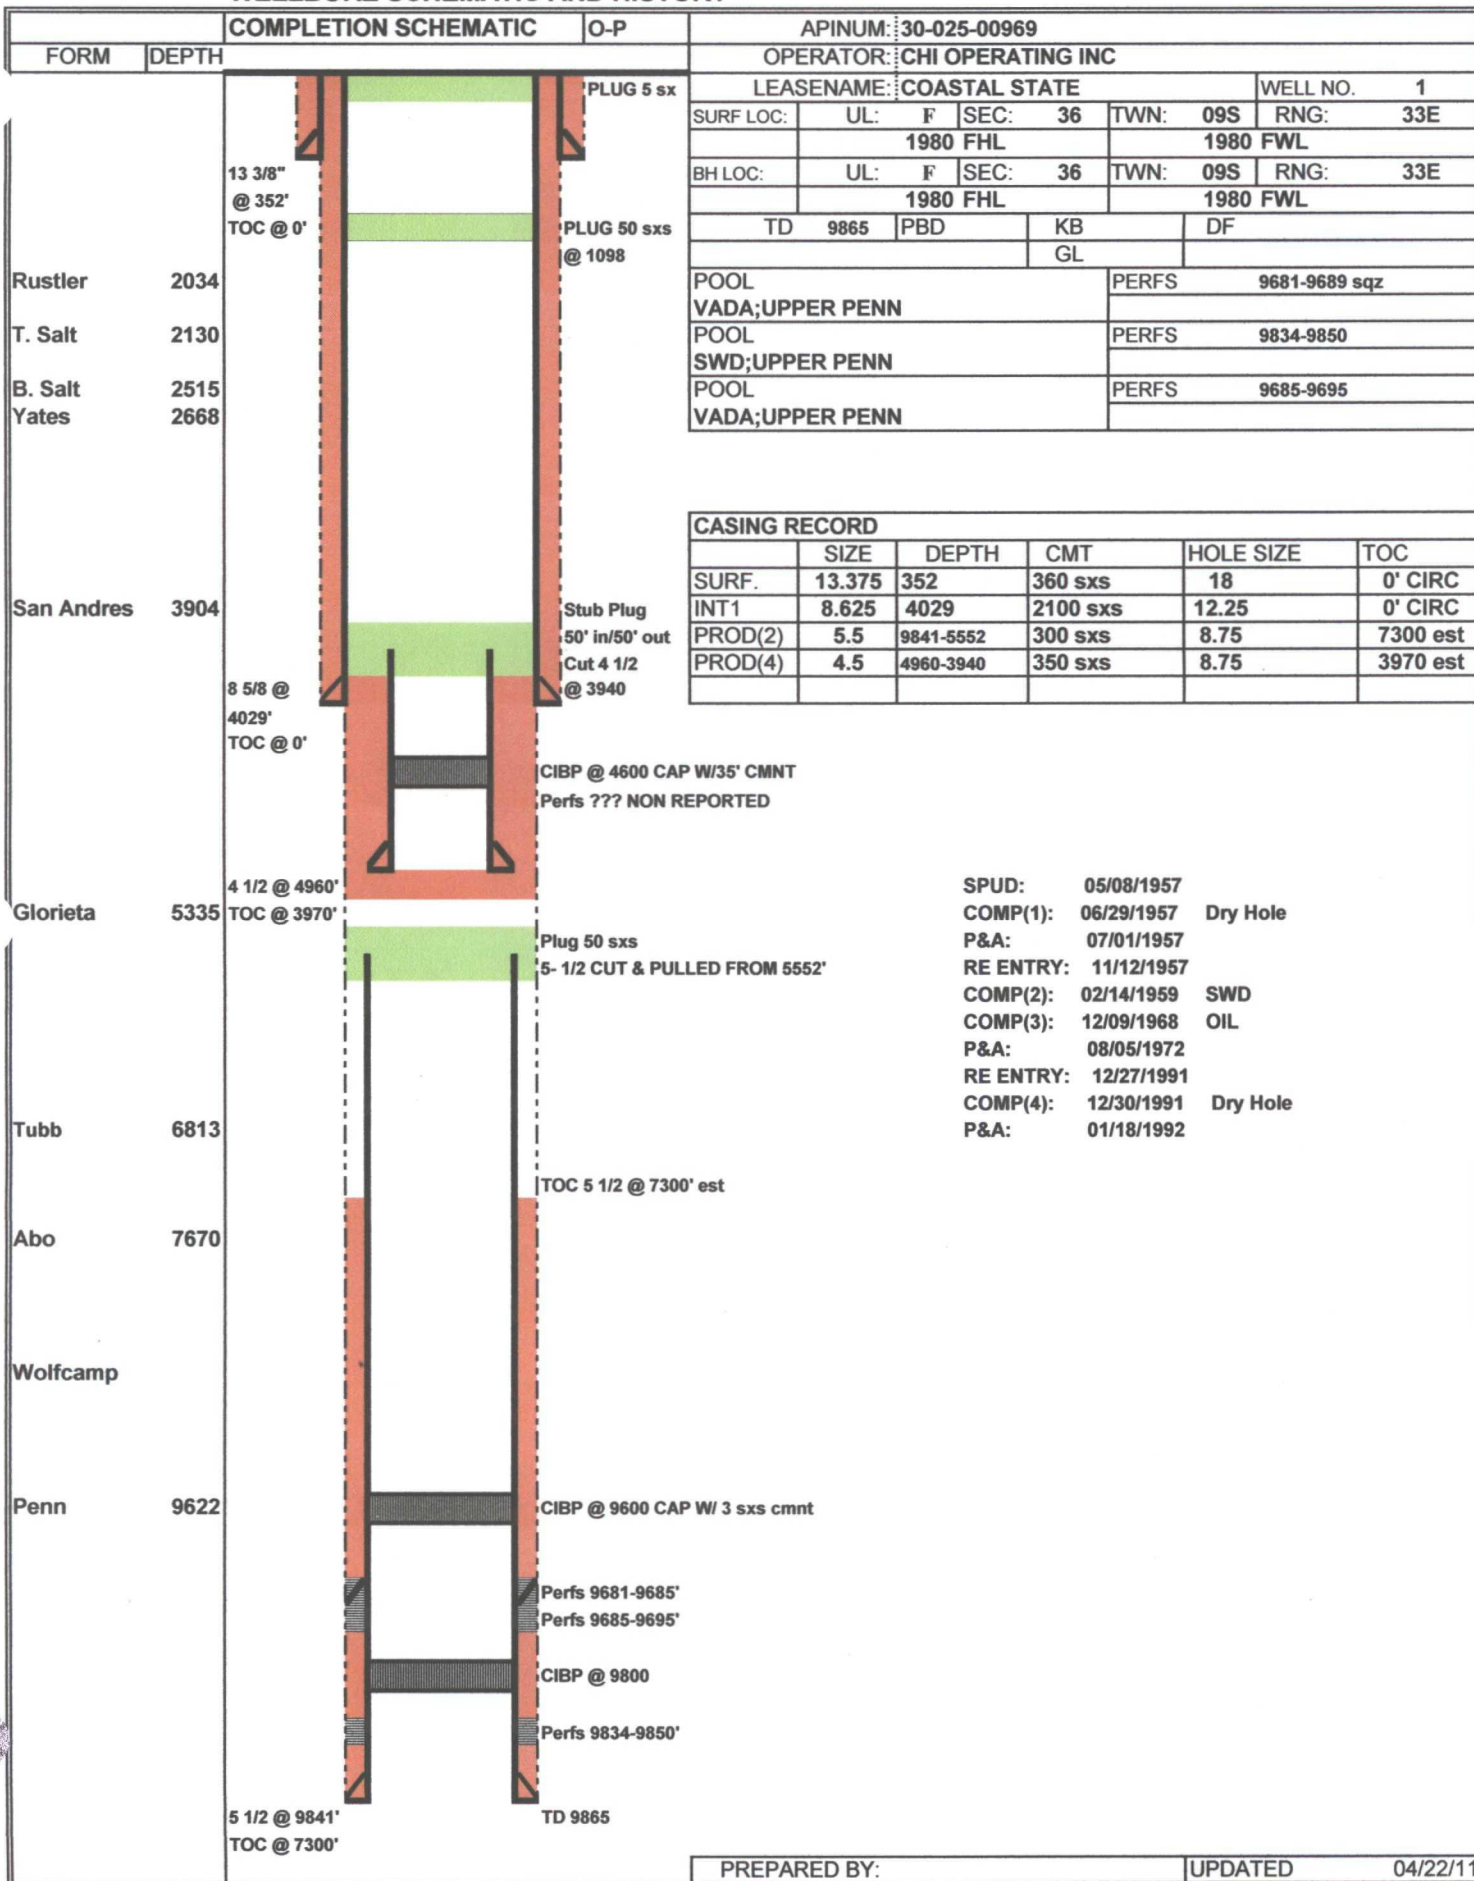 COMPLETION SCHEMATIC O-P
FORM DEPTH
APINUM: 30-025-00969
OPERATOR: CHI OPERATING INC
LEASENAME: COASTAL STATE WELL NO. 1
SURF LOC: UL: F SEC: 36 TWN: 09S RNG: 33E
1980 FHL 1980 FWL
BH LOC: UL: F SEC: 36 TWN: 09S RNG: 33E
1980 FHL 1980 FWL
TD 9865 PBD KB DF
GL
POOL PERFS 9681-9689 sqz
VADA;UPPER PENN
POOL PERFS 9834-9850
SWD;UPPER PENN
POOL PERFS 9685-9695
VADA;UPPER PENN
CASING RECORD
SIZE DEPTH CMT HOLE SIZE TOC
SURF. 13.375 352 360 sxs 18 0' CIRC
INT1 8.625 4029 2100 sxs 12.25 0' CIRC
PROD(2) 5.5 9841-5552 300 sxs 8.75 7300 est
PROD(4) 4.5 4960-3940 350 sxs 8.75 3970 est
PLUG 5 sx
13 3/8"
@ 352'
TOC @ 0'
PLUG 50 sxs
@ 1098
Rustler 2034
T. Salt 2130
B. Salt 2515
Yates 2668
San Andres 3904
Stub Plug
50' in/50' out
Cut 4 1/2
@ 3940
8 5/8 @
4029'
TOC @ 0'
CIBP @ 4600 CAP W/35' CMNT
Perfs ??? NON REPORTED
4 1/2 @ 4960'
Glorieta 5335 TOC @ 3970'
Plug 50 sxs
5- 1/2 CUT & PULLED FROM 5552'
SPUD: 05/08/1957
COMP(1): 06/29/1957 Dry Hole
P&A: 07/01/1957
RE ENTRY: 11/12/1957
COMP(2): 02/14/1959 SWD
COMP(3): 12/09/1968 OIL
P&A: 08/05/1972
RE ENTRY: 12/27/1991
COMP(4): 12/30/1991 Dry Hole
P&A: 01/18/1992
Tubb 6813
TOC 5 1/2 @ 7300' est
Abo 7670
Wolfcamp
Penn 9622
CIBP @ 9600 CAP W/ 3 sxs cmnt
Perfs 9681-9685'
Perfs 9685-9695'
CIBP @ 9800
Perfs 9834-9850'
5 1/2 @ 9841'
TOC @ 7300'
TD 9865
PREPARED BY: UPDATED 04/22/11